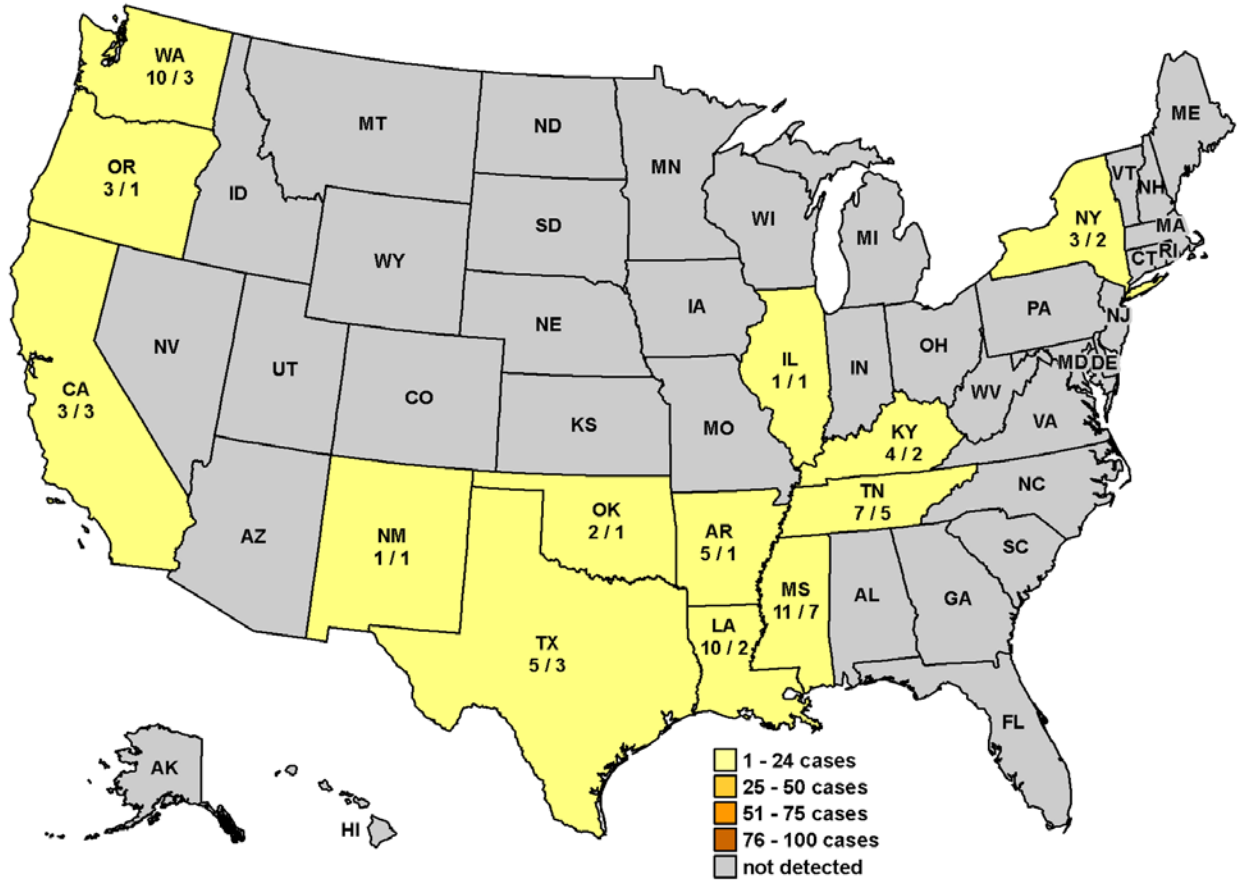 WA
10 / 3
MT
ND
MN
ME
OR
3 / 1
ID
SD
WI
MI
VT
NH
NY
3 / 2
MA
CT
RI
WY
IA
NE
PA
NJ
NV
UT
CO
IL
1 / 1
IN
OH
MD
DE
CA
3 / 3
KS
MO
WV
VA
KY
4 / 2
AZ
NM
1 / 1
OK
2 / 1
AR
5 / 1
TN
7 / 5
NC
SC
MS
11 / 7
AL
GA
TX
5 / 3
LA
10 / 2
FL
AK
HI
1 - 24 cases
25 - 50 cases
51 - 75 cases
76 - 100 cases
not detected